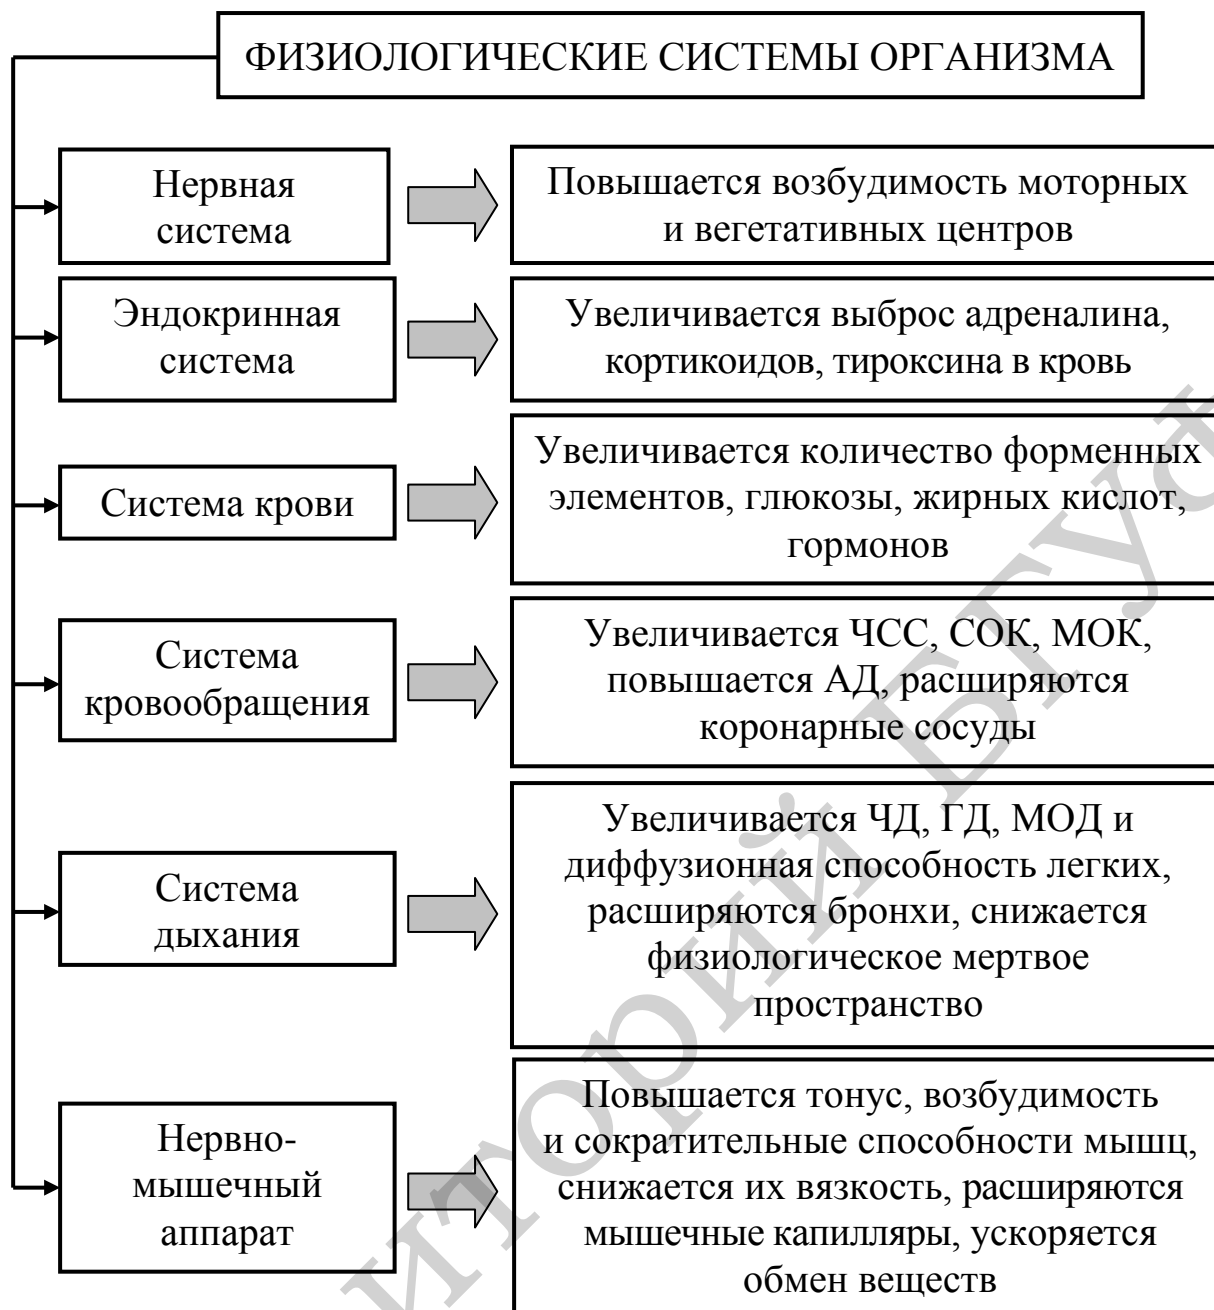 ФИЗИОЛОГИЧЕСКИЕ СИСТЕМЫ ОРГАНИЗМА
Нервная
система
Повышается возбудимость моторных
и вегетативных центров
Эндокринная
система
Увеличивается выброс адреналина,
кортикоидов, тироксина в кровь
Система крови
Увеличивается количество форменных
элементов, глюкозы, жирных кислот,
гормонов
Система
кровообращения
Увеличивается ЧСС, СОК, МОК,
повышается АД, расширяются
коронарные сосуды
Система
дыхания
Увеличивается ЧД, ГД, МОД и
диффузионная способность легких,
расширяются бронхи, снижается
физиологическое мертвое
пространство
Нервно-
мышечный
аппарат
Повышается тонус, возбудимость
и сократительные способности мышц,
снижается их вязкость, расширяются
мышечные капилляры, ускоряется
обмен веществ